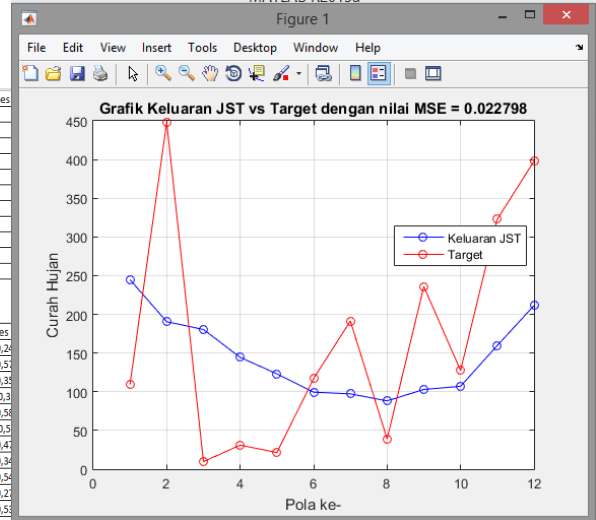 Figure 1
File Edit View Insert Tools Desktop Window Help
Grafik Keluaran JST vs Target dengan nilai MSE = 0.022798
450
400
350
300
250
200
150
100
50
0
Curah Hujan
Keluaran JST
Target
0 2 4 6 8 10 12
Pola ke-